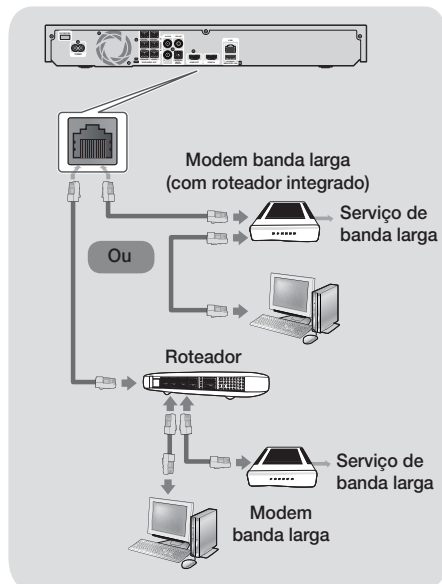 Modem banda larga
(com roteador integrado)
Serviço de
banda larga
Ou
Roteador
Serviço de
banda larga
Modem
banda larga